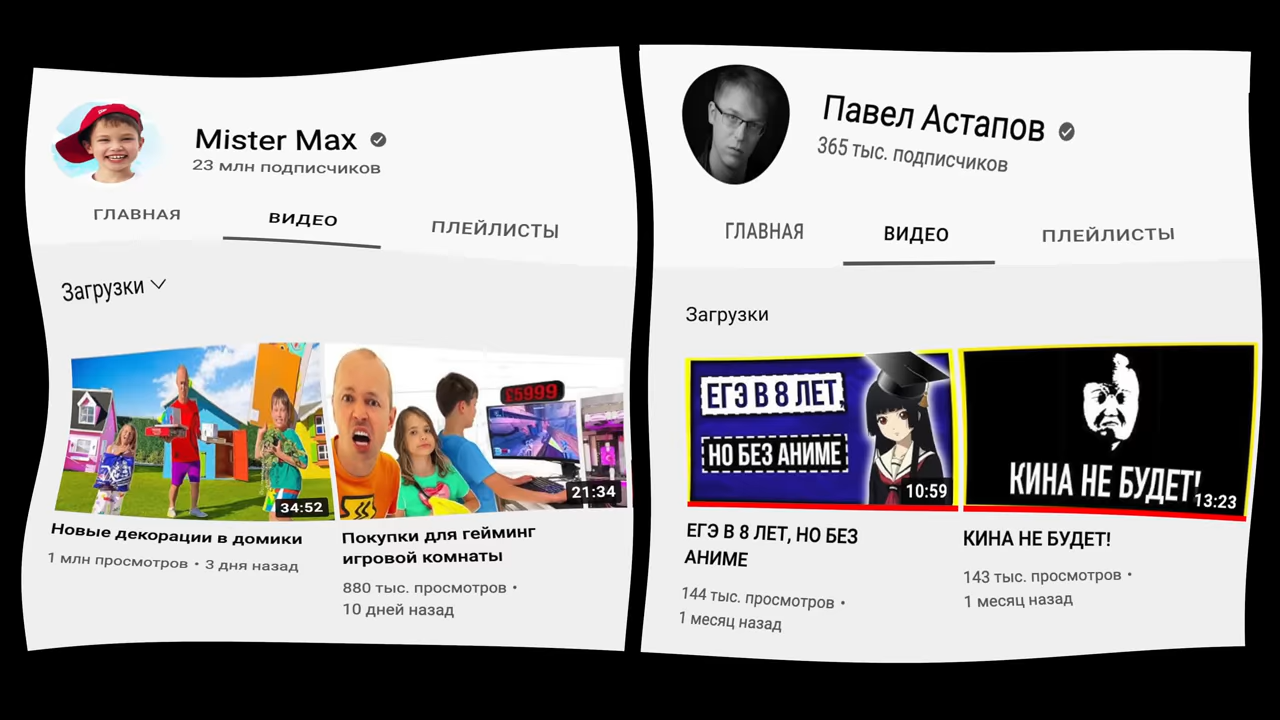 Mister Max
23 млн подписчиков
ГЛАВНАЯ
ВИДЕО
ПЛЕЙЛИСТЫ
Загрузки
34:52
£5999
21:34
Новые декорации в домики
1 млн просмотров • 3 дня назад
Покупки для гейминг
игровой комнаты
880 тыс. просмотров •
10 дней назад
Павел Астапов
365 тыс. подписчиков
ГЛАВНАЯ
ВИДЕО
ПЛЕЙЛИСТЫ
Загрузки
ЕГЭ В 8 ЛЕТ,
НО БЕЗ АНИМЕ
10:59
КИНА НЕ БУДЕТ!
13:23
ЕГЭ В 8 ЛЕТ, НО БЕЗ
АНИМЕ
144 тыс. просмотров •
1 месяц назад
КИНА НЕ БУДЕТ!
143 тыс. просмотров •
1 месяц назад